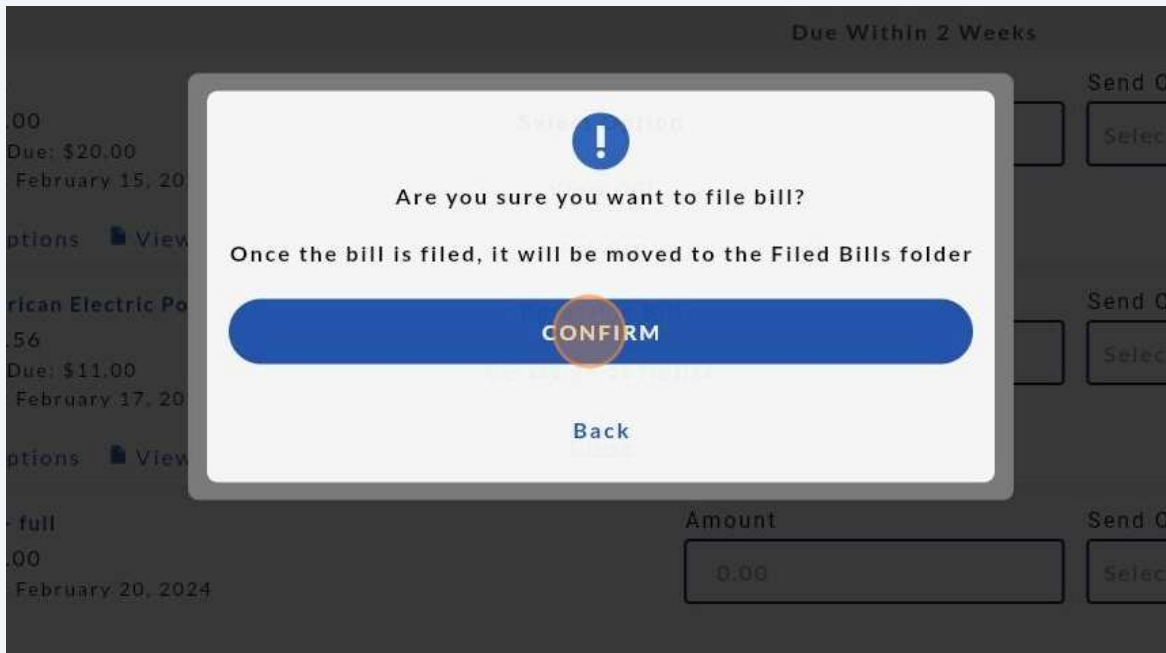 Due Within 2 Weeks
Send O
.00
Selec
Due: $20.00
February 15, 20
Are you sure you want to file bill?
ptions View
Once the bill is filed, it will be moved to the Filed Bills folder
rican Electric Po
Send O
CONFIRM
.56
Selec
Due: $11.00
February 17, 20
Back
ptions View
- full
Amount
Send O
.00
0.00
Selec
February 20, 2024